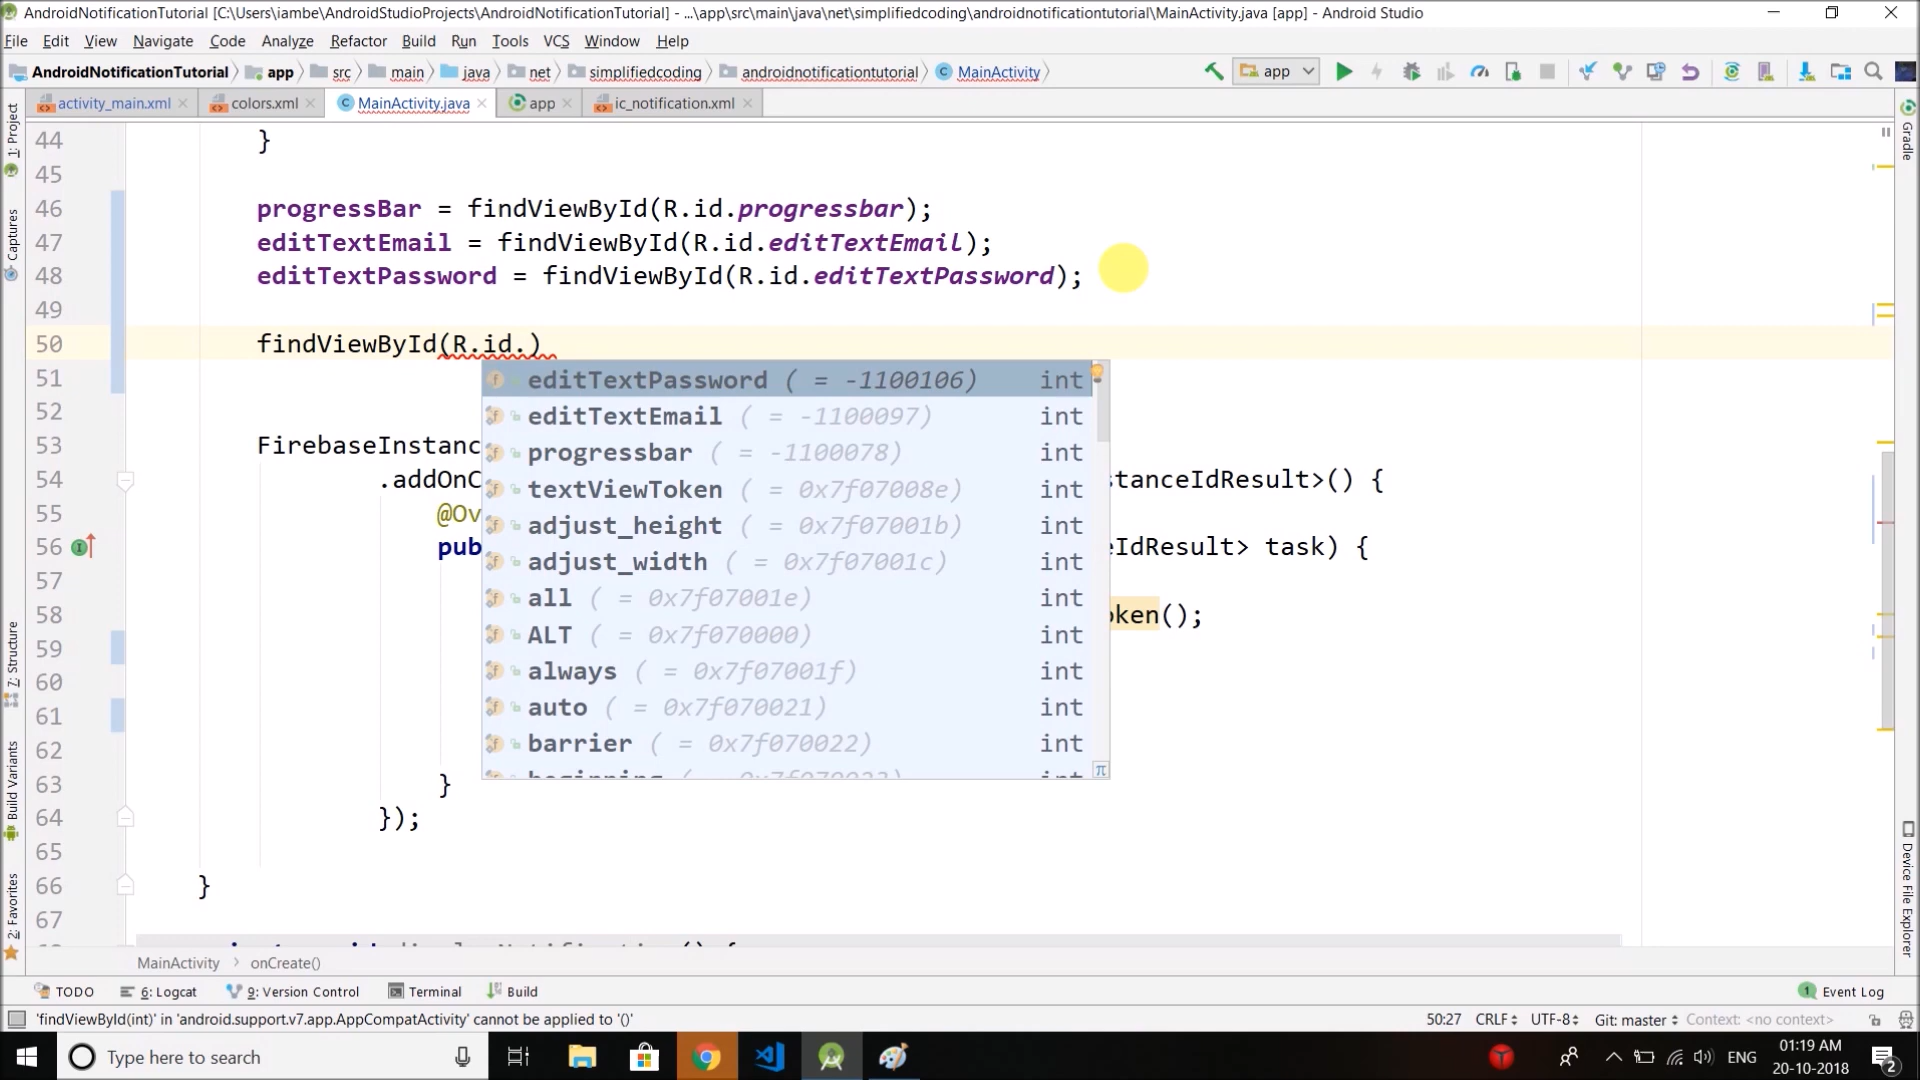 AndroidNotificationTutorial [C:\Users\iambe\AndroidStudioProjects\AndroidNotificationTutorial] - ...\app\src\main\java\net\simplifiedcoding\androidnotificationtutorial\MainActivity.java [app] - Android Studio
File Edit View Navigate Code Analyze Refactor Build Run Tools VCS Window Help
AndroidNotificationTutorial app src main java net simplifiedcoding androidnotificationtutorial MainActivity app
activity_main.xml colors.xml MainActivity.java app ic_notification.xml
1: Project
Captures
7: Structure
Build Variants
2: Favorites
Gradle
Device File Explorer
44 }
45
46 progressBar = findViewById(R.id.progressbar);
47 editTextEmail = findViewById(R.id.editTextEmail);
48 editTextPassword = findViewById(R.id.editTextPassword);
49
50 findViewById(R.id.)
editTextPassword ( = -1100106) int
editTextEmail ( = -1100097) int
progressbar ( = -1100078) int
textViewToken ( = 0x7f07008e) int
adjust_height ( = 0x7f07001b) int
adjust_width ( = 0x7f07001c) int
all ( = 0x7f07001e) int
ALT ( = 0x7f070000) int
always ( = 0x7f07001f) int
auto ( = 0x7f070021) int
barrier ( = 0x7f070022) int
51
52
53 FirebaseInstanc
54 .addOnC stanceIdResult>() {
55 @Ov
56 pub eIdResult> task) {
57
58 oken();
59
60
61
62
63 }
64 });
65
66 }
67
MainActivity onCreate()
TODO 6: Logcat 9: Version Control Terminal Build 1 Event Log
'findViewById(int)' in 'android.support.v7.app.AppCompatActivity' cannot be applied to '()' 50:27 CRLF UTF-8 Git: master Context: <no context>
Type here to search ENG 01:19 AM
20-10-2018 2